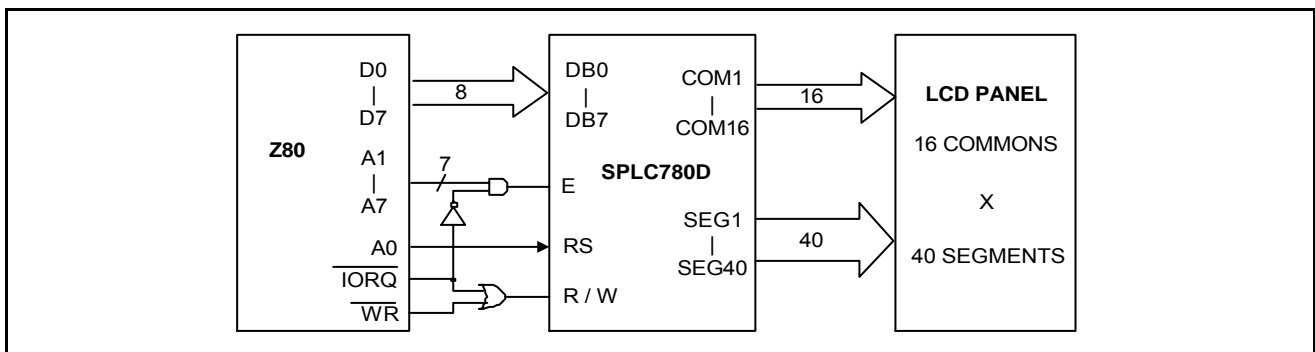 Z80
D0
|
D7
A1
|
A7
A0
IORQ
WR
8
7
DB0
|
DB7
E
RS
R / W
SPLC780D
COM1
|
COM16
SEG1
|
SEG40
16
40
LCD PANEL
16 COMMONS
X
40 SEGMENTS